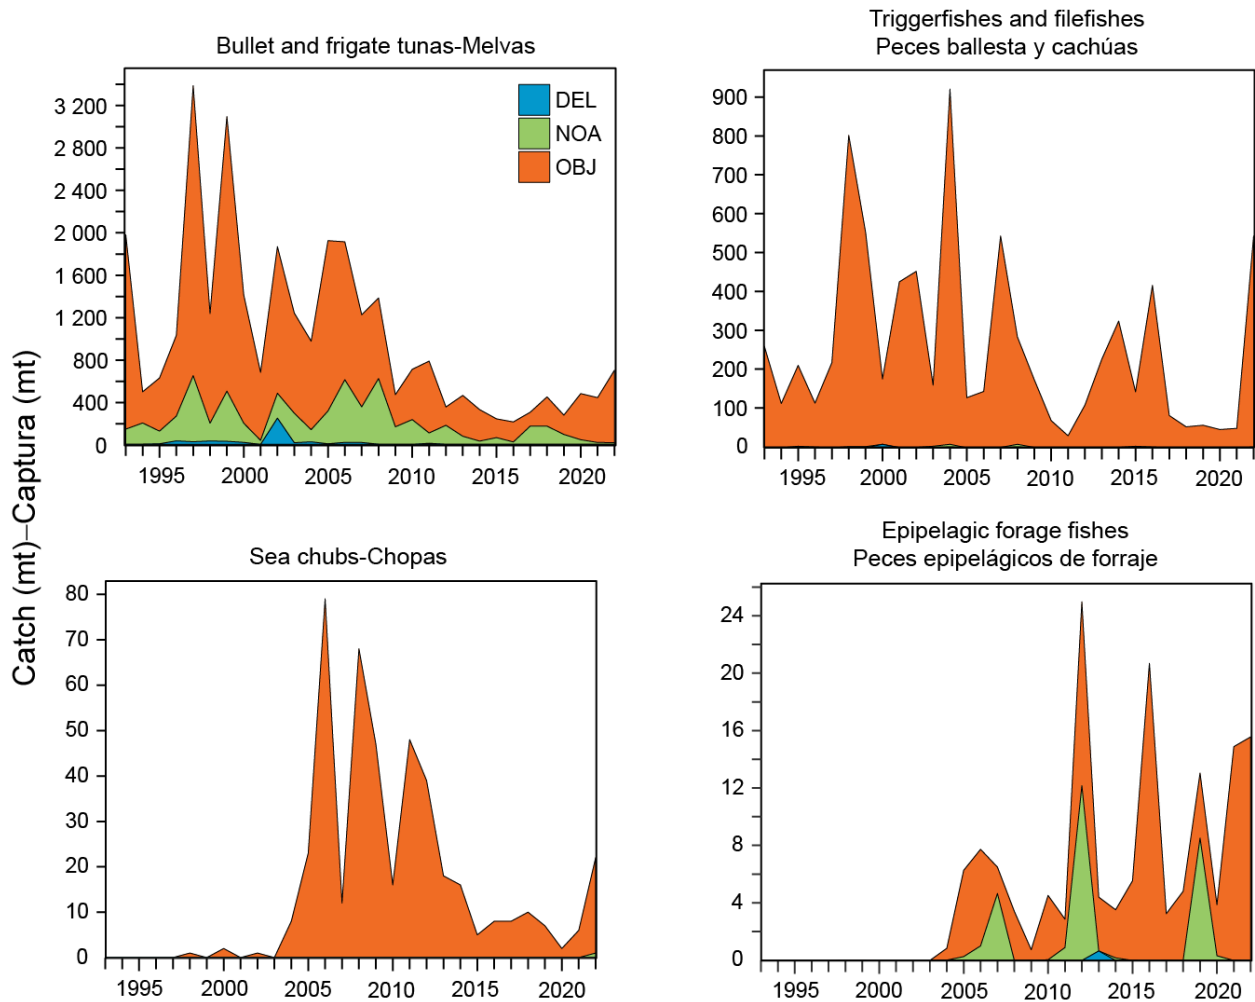 Catch (mt)–Captura (mt)
Bullet and frigate tunas-Melvas
3 200
2 800
2 400
2 000
1 600
1 200
800
400
0
DEL
NOA
OBJ
1995 2000 2005 2010 2015 2020
Triggerfishes and filefishes
Peces ballesta y cachúas
900
800
700
600
500
400
300
200
100
0
1995 2000 2005 2010 2015 2020
Sea chubs-Chopas
80
70
60
50
40
30
20
10
0
1995 2000 2005 2010 2015 2020
Epipelagic forage fishes
Peces epipelágicos de forraje
24
20
16
12
8
4
0
1995 2000 2005 2010 2015 2020